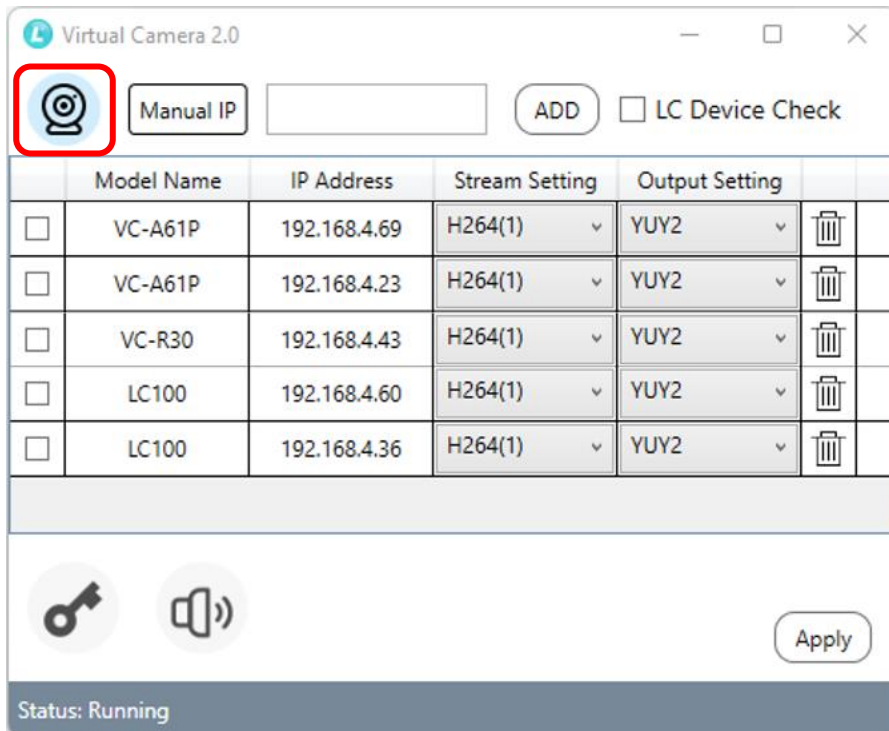 Virtual Camera 2.0
Manual IP ADD LC Device Check
Model Name IP Address Stream Setting Output Setting
VC-A61P 192.168.4.69 H264(1) YUY2
VC-A61P 192.168.4.23 H264(1) YUY2
VC-R30 192.168.4.43 H264(1) YUY2
LC100 192.168.4.60 H264(1) YUY2
LC100 192.168.4.36 H264(1) YUY2
Apply
Status: Running